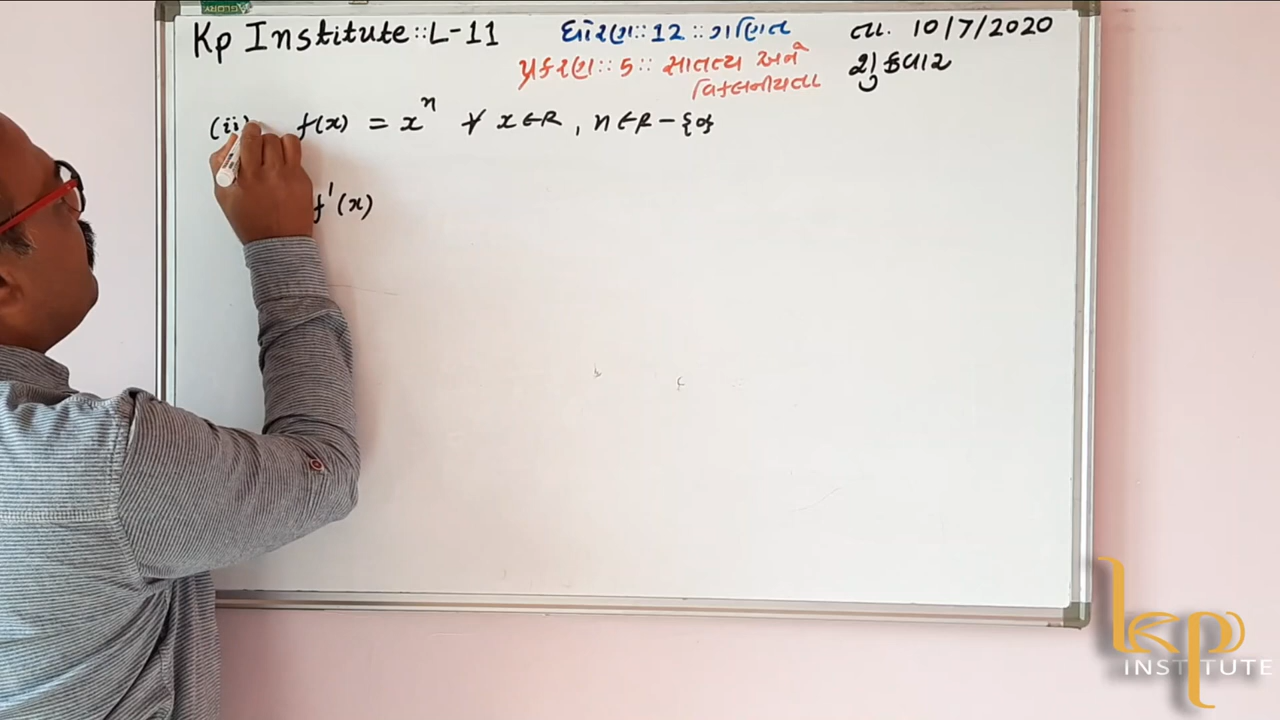 Kp Institute::L-11
ધોરણ::12::ગણિત
તા. 10/7/2020
પ્રકરણ::5::સાતત્ય અને
વિકલનીયતા
શુક્રવાર
(ii) f(x) = xⁿ ∀ x∈R, n∈R-{0}
f'(x)
kp
INSTITUTE